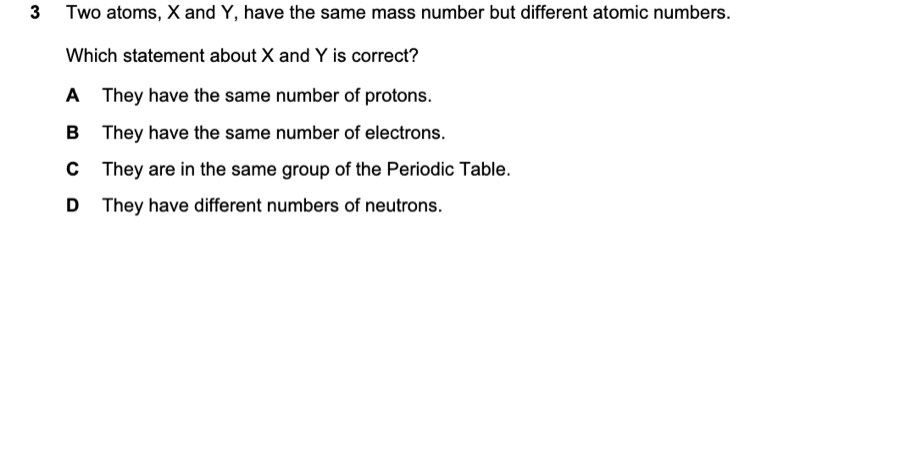 3 Two atoms, X and Y, have the same mass number but different atomic numbers.
Which statement about X and Y is correct?
A They have the same number of protons.
B They have the same number of electrons.
C They are in the same group of the Periodic Table.
D They have different numbers of neutrons.